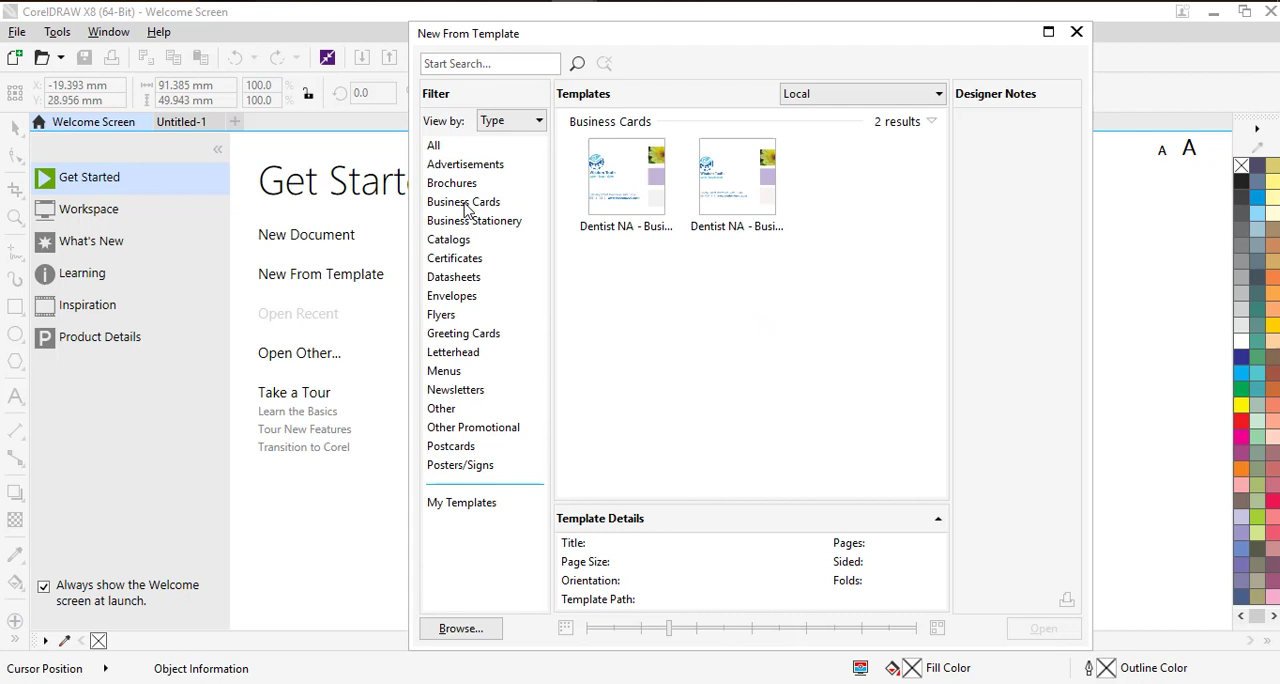 CorelDRAW X8 (64-Bit) - Welcome Screen
File Tools Window Help
X: -19.393 mm 91.385 mm 100.0 %
Y: 28.956 mm 49.943 mm 100.0 % 0.0
Welcome Screen Untitled-1
Get Started
Workspace
What's New
Learning
Inspiration
Product Details
Always show the Welcome
screen at launch.
Get Starte
New Document
New From Template
Open Recent
Open Other...
Take a Tour
Learn the Basics
Tour New Features
Transition to Corel
New From Template
Start Search...
Filter
View by: Type
All
Advertisements
Brochures
Business Cards
Business Stationery
Catalogs
Certificates
Datasheets
Envelopes
Flyers
Greeting Cards
Letterhead
Menus
Newsletters
Other
Other Promotional
Postcards
Posters/Signs
My Templates
Browse...
Templates Local
Business Cards 2 results
Dentist NA - Busi... Dentist NA - Busi...
Template Details
Title: Pages:
Page Size: Sided:
Orientation: Folds:
Template Path:
Designer Notes
Open
A A
Cursor Position Object Information Fill Color Outline Color